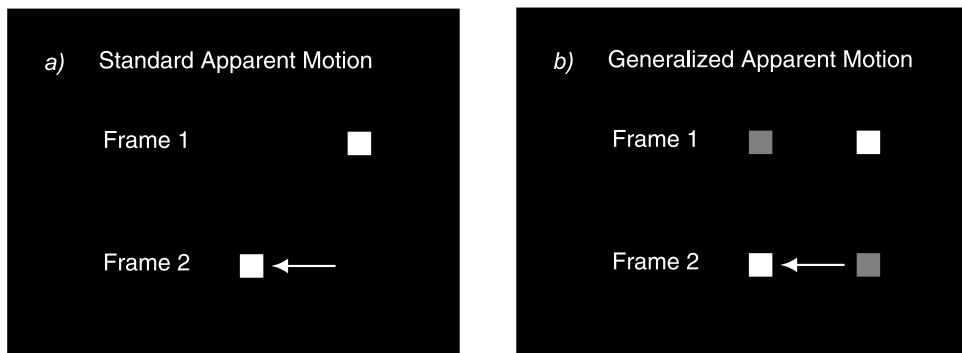 a) Standard Apparent Motion
Frame 1
Frame 2
b) Generalized Apparent Motion
Frame 1
Frame 2